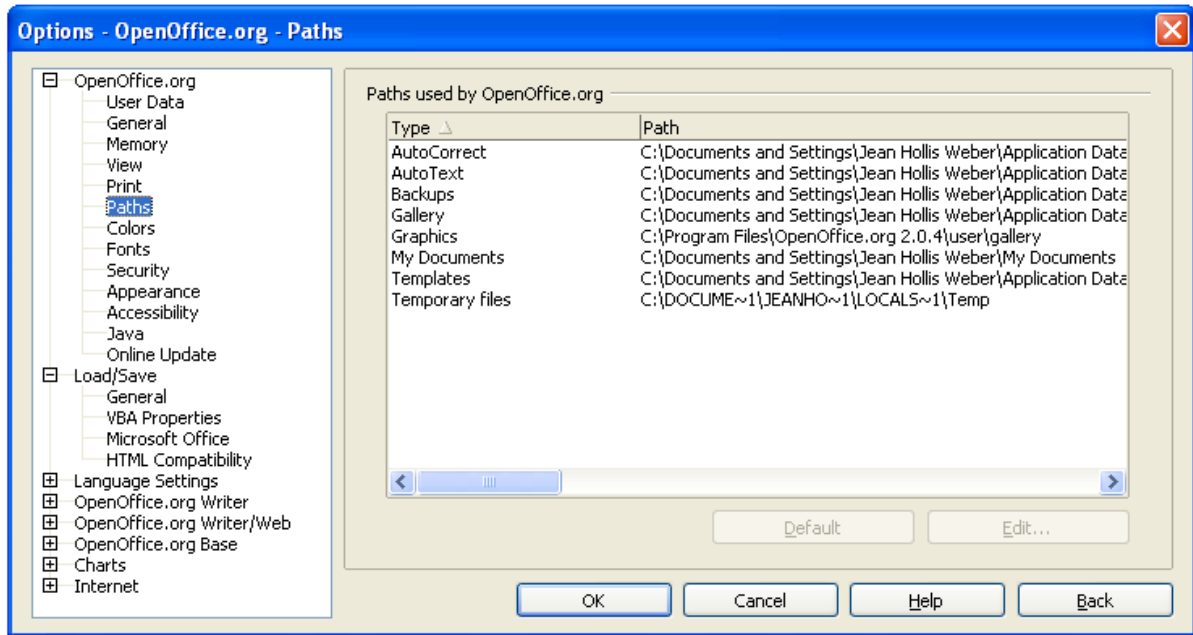 Options - OpenOffice.org - Paths
OpenOffice.org
User Data
General
Memory
View
Print
Paths
Colors
Fonts
Security
Appearance
Accessibility
Java
Online Update
Load/Save
General
VBA Properties
Microsoft Office
HTML Compatibility
Language Settings
OpenOffice.org Writer
OpenOffice.org Writer/Web
OpenOffice.org Base
Charts
Internet
Paths used by OpenOffice.org
Type Path
AutoCorrect C:\Documents and Settings\Jean Hollis Weber\Application Data
AutoText C:\Documents and Settings\Jean Hollis Weber\Application Data
Backups C:\Documents and Settings\Jean Hollis Weber\Application Data
Gallery C:\Documents and Settings\Jean Hollis Weber\Application Data
Graphics C:\Program Files\OpenOffice.org 2.0.4\user\gallery
My Documents C:\Documents and Settings\Jean Hollis Weber\My Documents
Templates C:\Documents and Settings\Jean Hollis Weber\Application Data
Temporary files C:\DOCUME~1\JEANHO~1\LOCALS~1\Temp
Default Edit...
OK Cancel Help Back